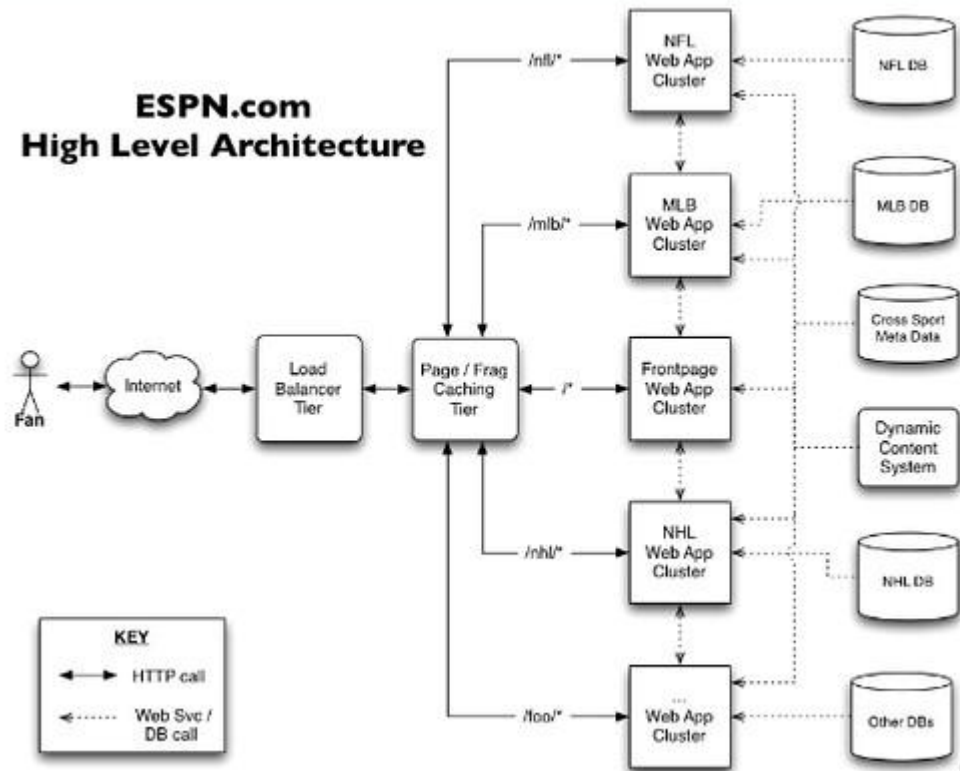 ESPN.com
High Level Architecture
Fan
Internet
Load
Balancer
Tier
Page / Frag
Caching
Tier
/nfl/*
/mlb/*
/*
/nhl/*
/foo/*
NFL
Web App
Cluster
MLB
Web App
Cluster
Frontpage
Web App
Cluster
NHL
Web App
Cluster
...
Web App
Cluster
NFL DB
MLB DB
Cross Sport
Meta Data
Dynamic
Content
System
NHL DB
Other DBs
KEY
HTTP call
Web Svc /
DB call